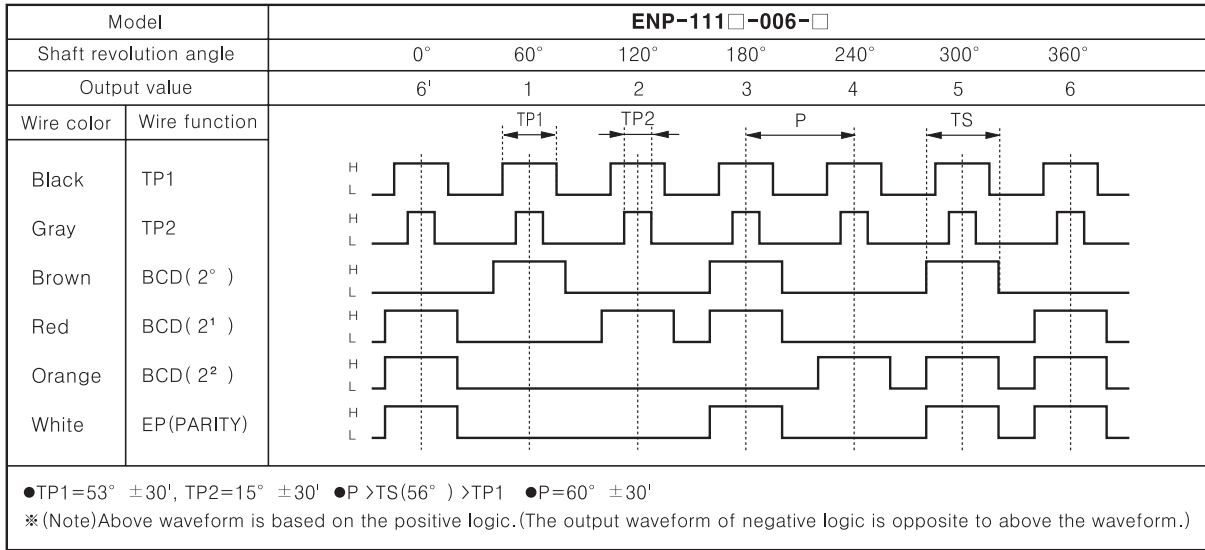 Model ENP-111□-006-□
Shaft revolution angle 0° 60° 120° 180° 240° 300° 360°
Output value 6' 1 2 3 4 5 6
Wire color Wire function TP1 TP2 P TS
Black TP1 H L
Gray TP2 H L
Brown BCD( 2° ) H L
Red BCD( 2¹ ) H L
Orange BCD( 2² ) H L
White EP(PARITY) H L
●TP1=53° ±30', TP2=15° ±30' ●P >TS(56° ) >TP1 ●P=60° ±30'
※(Note)Above waveform is based on the positive logic.(The output waveform of negative logic is opposite to above the waveform.)